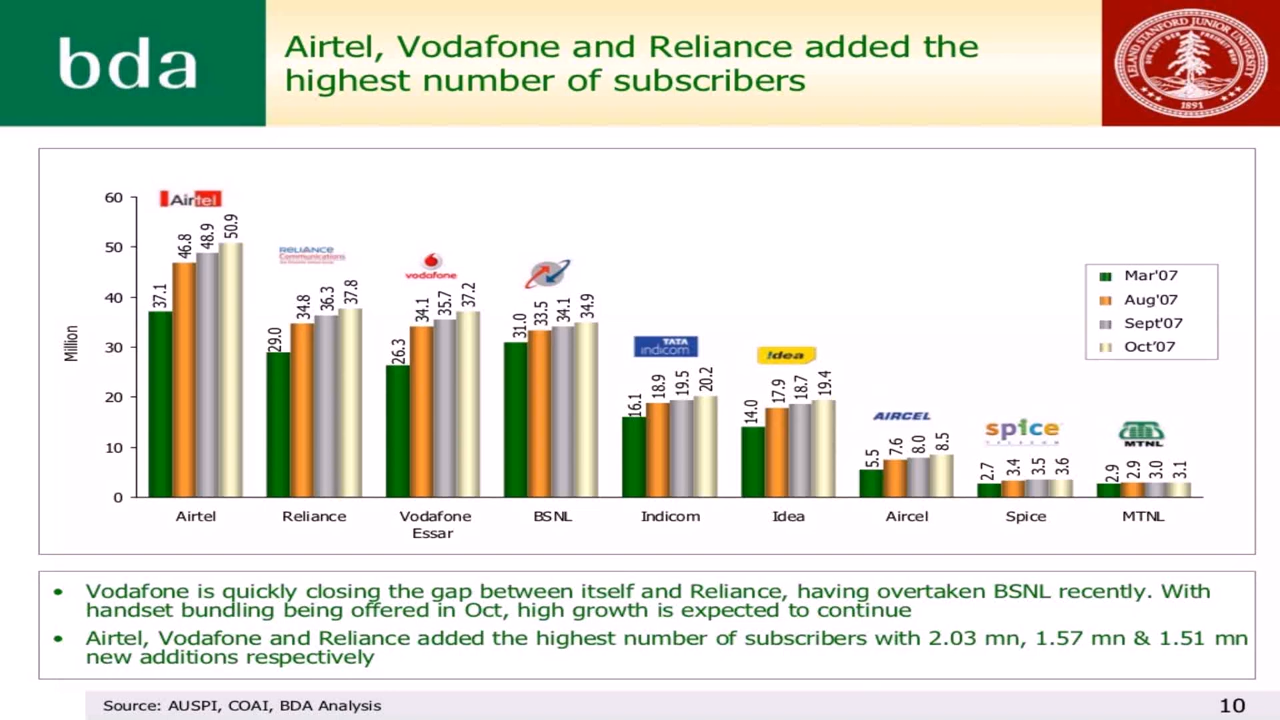 bda
Airtel, Vodafone and Reliance added the
highest number of subscribers
LELAND STANFORD JUNIOR UNIVERSITY
1891
60
50
40
30
20
10
0
Million
Airtel
37.1
46.8
48.9
50.9
RELIANCE
Communications
29.0
34.8
36.3
37.8
vodafone
26.3
34.1
35.7
37.2
31.0
33.5
34.1
34.9
TATA
indicom
16.1
18.9
19.5
20.2
!dea
14.0
17.9
18.7
19.4
AIRCEL
5.5
7.6
8.0
8.5
spice
TELECOM
2.7
3.4
3.5
3.6
MTNL
2.9
2.9
3.0
3.1
Mar'07
Aug'07
Sept'07
Oct'07
Airtel
Reliance
Vodafone
Essar
BSNL
Indicom
Idea
Aircel
Spice
MTNL
• Vodafone is quickly closing the gap between itself and Reliance, having overtaken BSNL recently. With
handset bundling being offered in Oct, high growth is expected to continue
• Airtel, Vodafone and Reliance added the highest number of subscribers with 2.03 mn, 1.57 mn & 1.51 mn
new additions respectively
Source: AUSPI, COAI, BDA Analysis
10